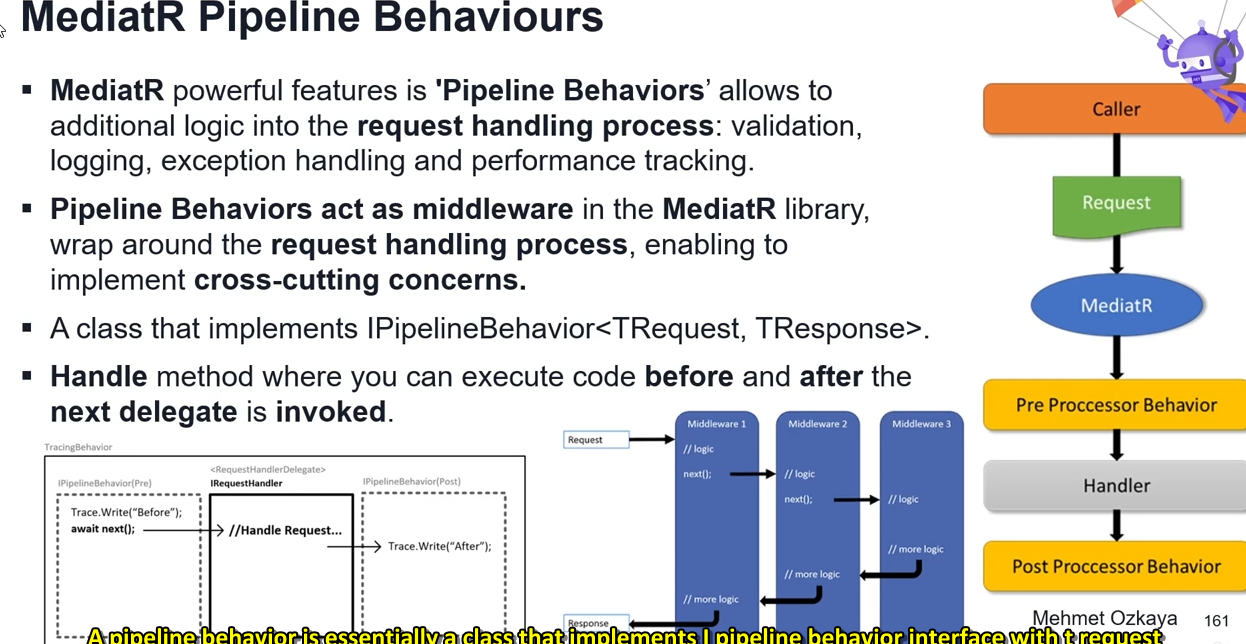 MediatR Pipeline Behaviours
▪ MediatR powerful features is 'Pipeline Behaviors’ allows to
additional logic into the request handling process: validation,
logging, exception handling and performance tracking.
▪ Pipeline Behaviors act as middleware in the MediatR library,
wrap around the request handling process, enabling to
implement cross-cutting concerns.
▪ A class that implements IPipelineBehavior<TRequest, TResponse>.
▪ Handle method where you can execute code before and after the
next delegate is invoked.
TracingBehavior
IPipelineBehavior(Pre)
Trace.Write("Before");
await next();
<RequestHandlerDelegate>
IRequestHandler
//Handle Request...
IPipelineBehavior(Post)
Trace.Write("After");
Request
Middleware 1
// logic
next();
// more logic
Middleware 2
// logic
next();
// more logic
Middleware 3
// logic
// more logic
Response
Caller
Request
MediatR
Pre Proccessor Behavior
Handler
Post Proccessor Behavior
Mehmet Ozkaya
161
A pipeline behavior is essentially a class that implements I pipeline behavior interface with t request